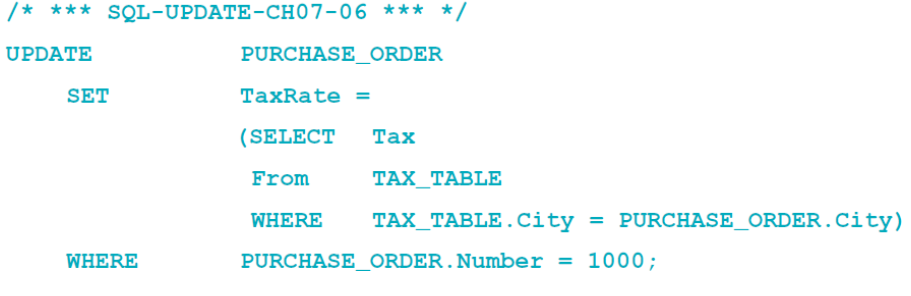 /* *** SQL-UPDATE-CH07-06 *** */
UPDATE PURCHASE_ORDER
SET TaxRate =
(SELECT Tax
From TAX_TABLE
WHERE TAX_TABLE.City = PURCHASE_ORDER.City)
WHERE PURCHASE_ORDER.Number = 1000;